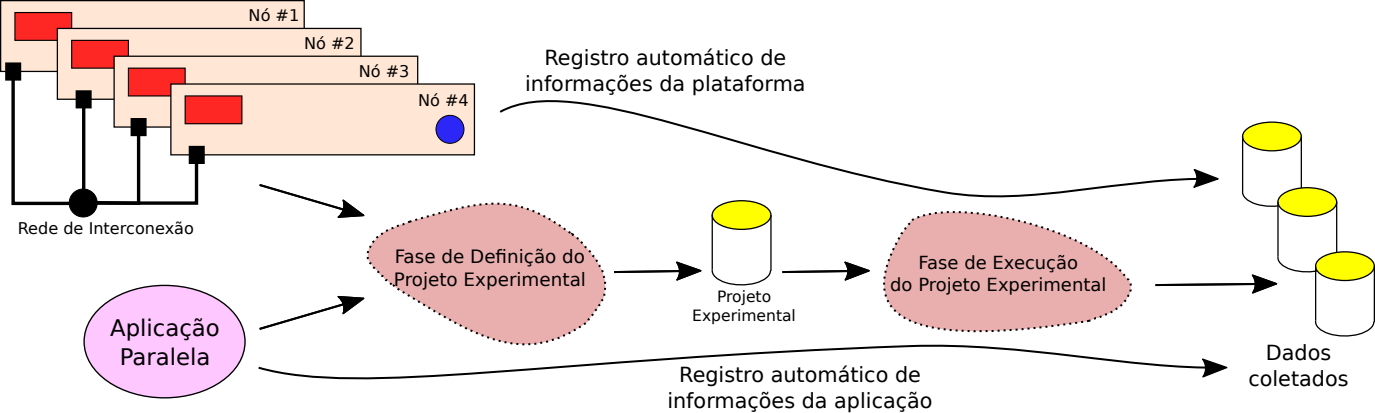 Nó #1
Nó #2
Nó #3
Nó #4
Rede de Interconexão
Registro automático de
informações da plataforma
Fase de Definição do
Projeto Experimental
Projeto
Experimental
Fase de Execução
do Projeto Experimental
Aplicação
Paralela
Registro automático de
informações da aplicação
Dados
coletados